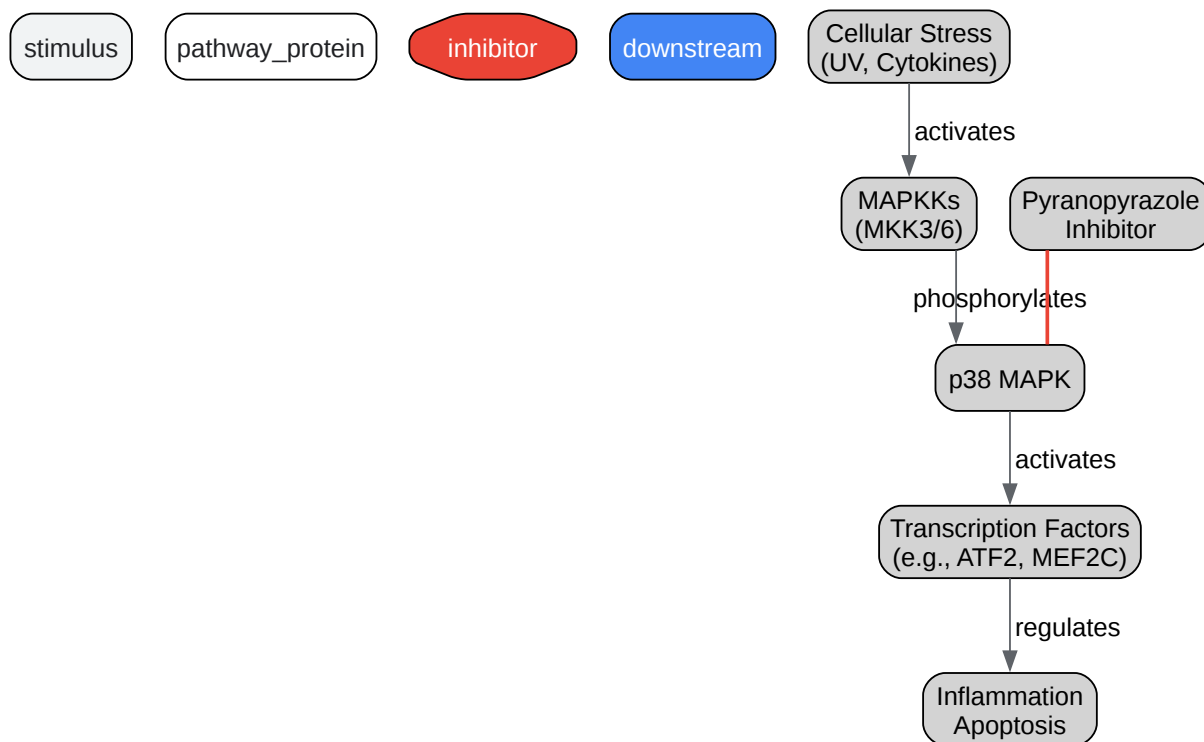 stimulus
pathway_protein
inhibitor
downstream
Cellular Stress
(UV, Cytokines)
activates
MAPKKs
(MKK3/6)
Pyranopyrazole
Inhibitor
phosphorylates
p38 MAPK
activates
Transcription Factors
(e.g., ATF2, MEF2C)
regulates
Inflammation
Apoptosis